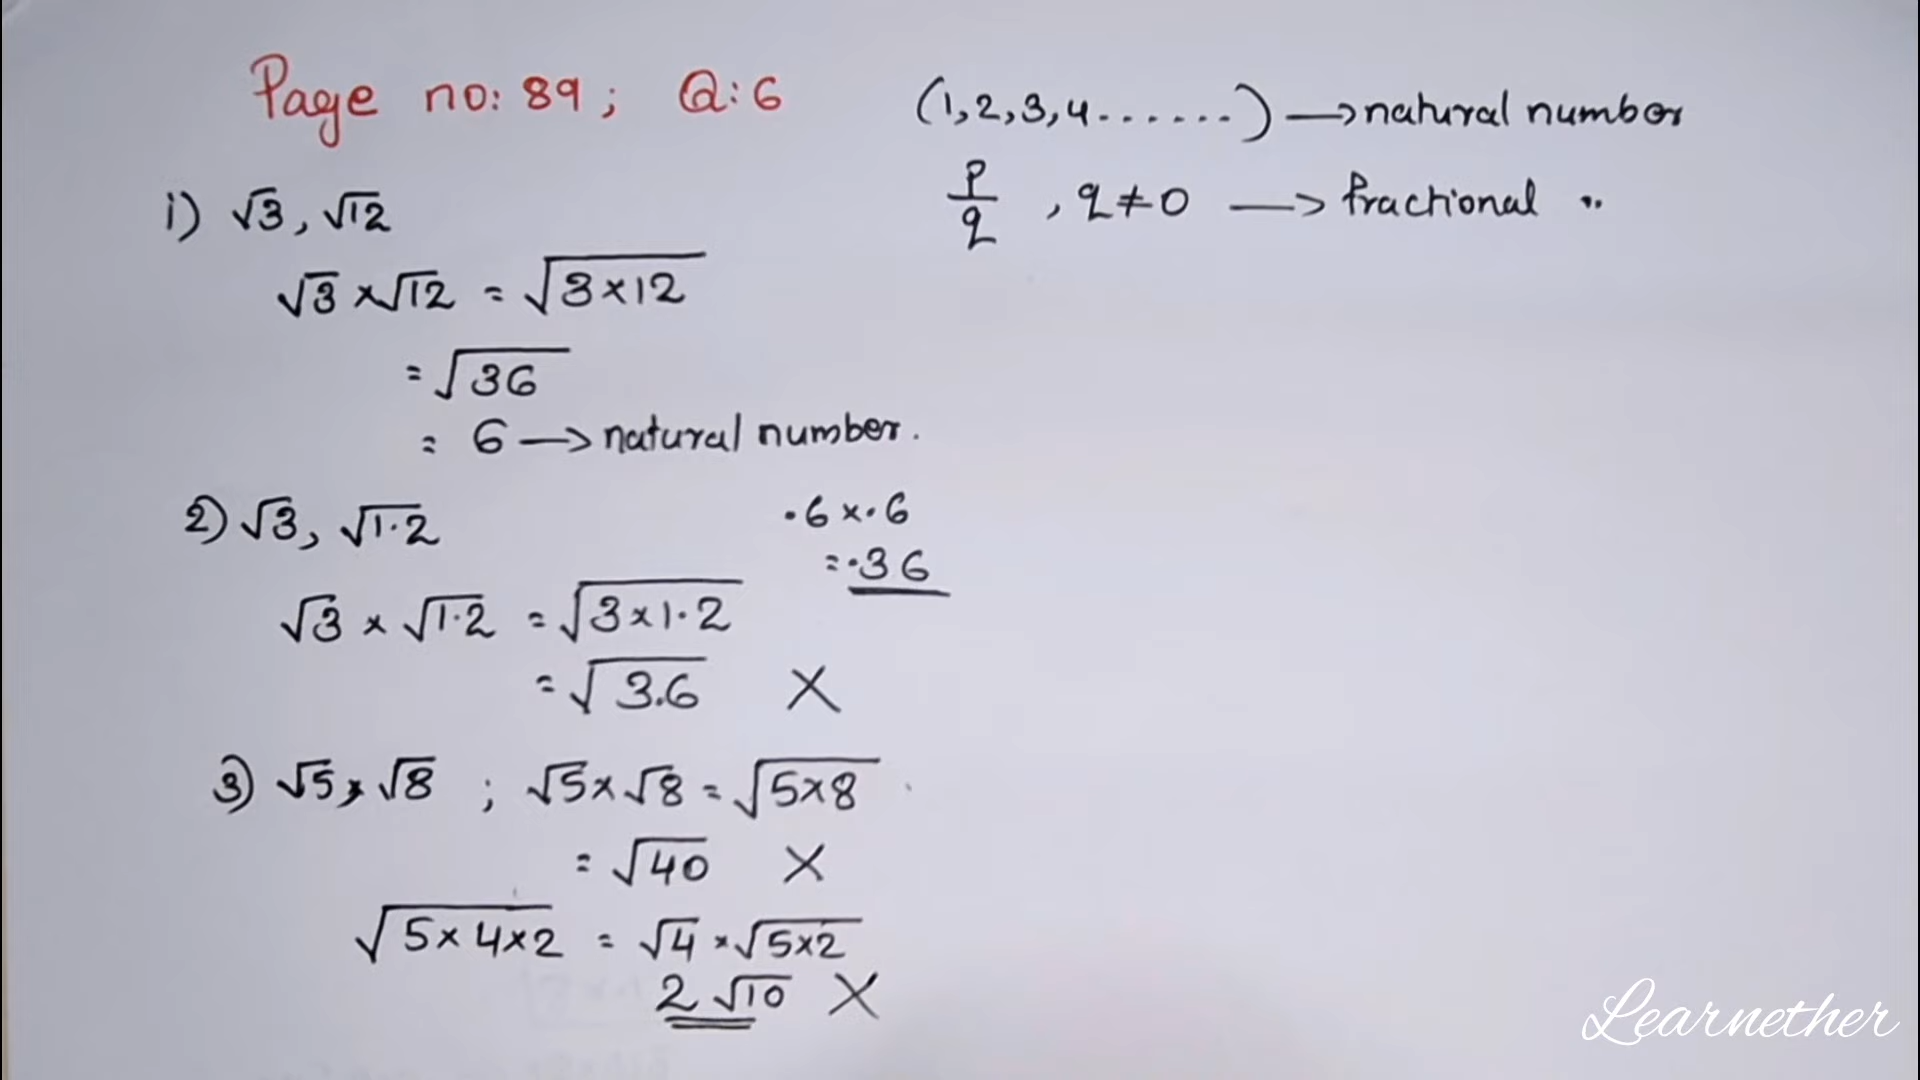 Page no: 89 ; Q:6
(1,2,3,4.......) → natural number
p/q , q≠0 → fractional "
i) √3, √12
√3 × √12 = √3×12
= √36
= 6 → natural number.
2) √3, √1·2
·6 × ·6
= ·36
√3 × √1·2 = √3×1·2
= √3.6 X
3) √5, √8 ; √5 × √8 = √5×8
= √40 X
√5×4×2 = √4 × √5×2
2 √10 X
Learnether